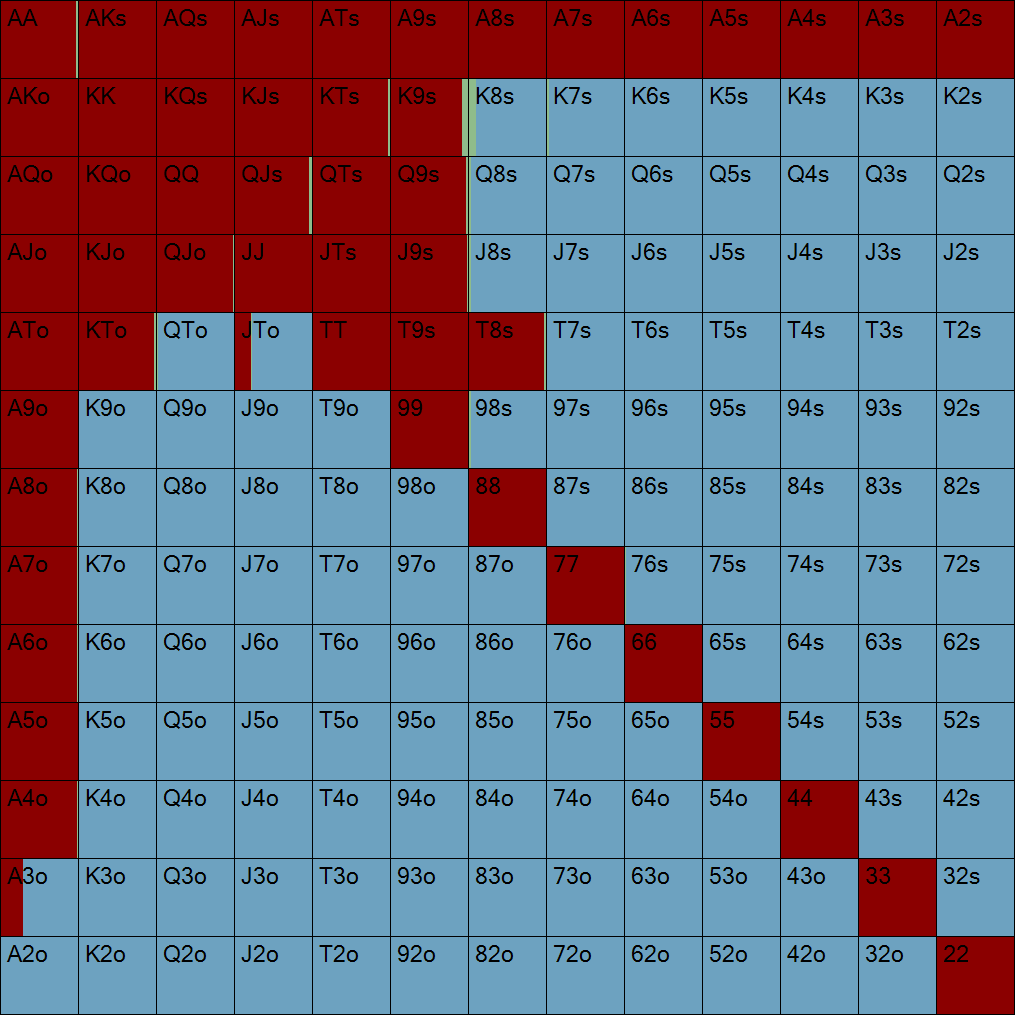 AA AKs AQs AJs ATs A9s A8s A7s A6s A5s A4s A3s A2s
AKo KK KQs KJs KTs K9s K8s K7s K6s K5s K4s K3s K2s
AQo KQo QQ QJs QTs Q9s Q8s Q7s Q6s Q5s Q4s Q3s Q2s
AJo KJo QJo JJ JTs J9s J8s J7s J6s J5s J4s J3s J2s
ATo KTo QTo JTo TT T9s T8s T7s T6s T5s T4s T3s T2s
A9o K9o Q9o J9o T9o 99 98s 97s 96s 95s 94s 93s 92s
A8o K8o Q8o J8o T8o 98o 88 87s 86s 85s 84s 83s 82s
A7o K7o Q7o J7o T7o 97o 87o 77 76s 75s 74s 73s 72s
A6o K6o Q6o J6o T6o 96o 86o 76o 66 65s 64s 63s 62s
A5o K5o Q5o J5o T5o 95o 85o 75o 65o 55 54s 53s 52s
A4o K4o Q4o J4o T4o 94o 84o 74o 64o 54o 44 43s 42s
A3o K3o Q3o J3o T3o 93o 83o 73o 63o 53o 43o 33 32s
A2o K2o Q2o J2o T2o 92o 82o 72o 62o 52o 42o 32o 22